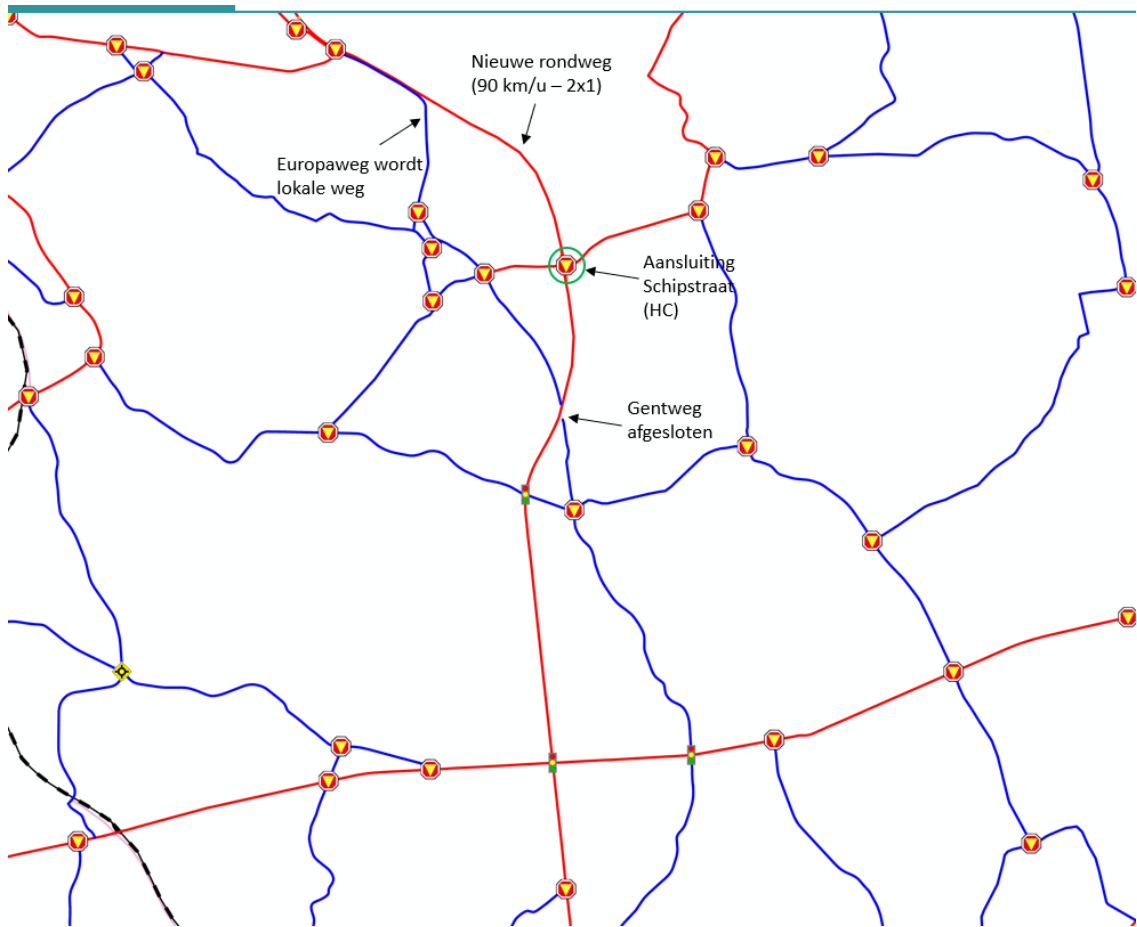 Nieuwe rondweg
(90 km/u – 2x1)
Europaweg wordt
lokale weg
Aansluiting
Schipstraat
(HC)
Gentweg
afgesloten